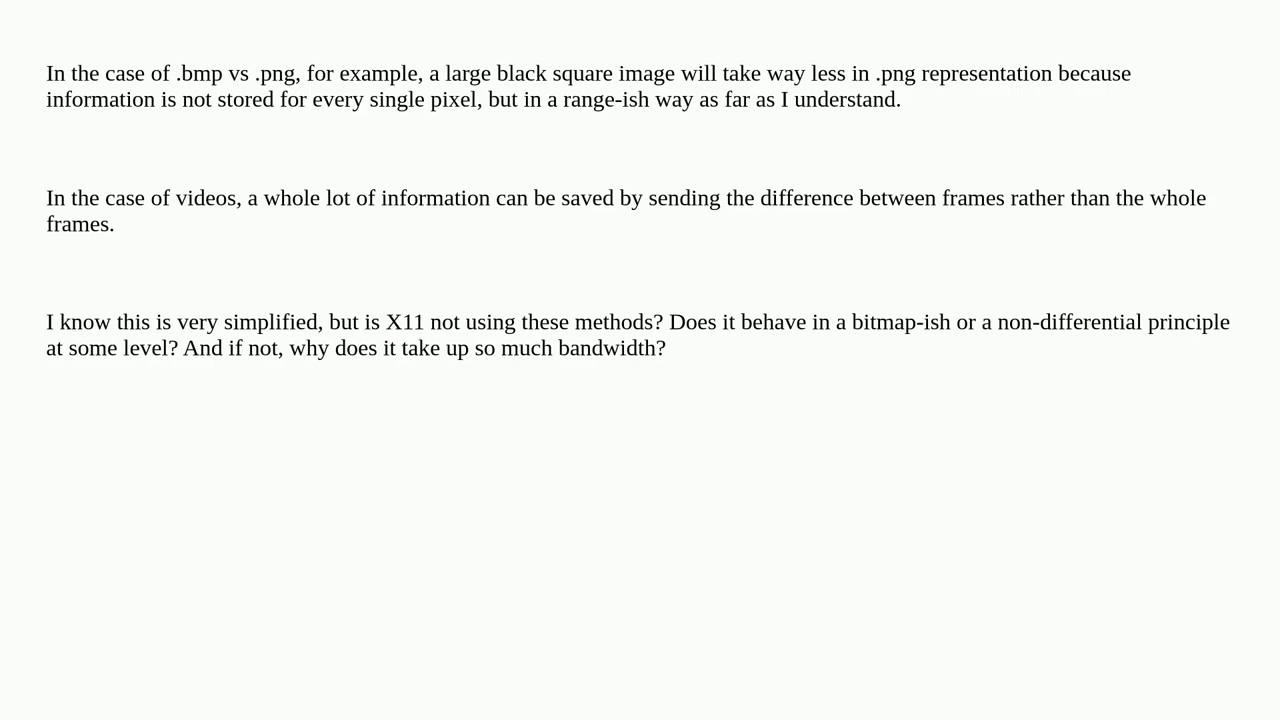 In the case of .bmp vs .png, for example, a large black square image will take way less in .png representation because
information is not stored for every single pixel, but in a range-ish way as far as I understand.
In the case of videos, a whole lot of information can be saved by sending the difference between frames rather than the whole
frames.
I know this is very simplified, but is X11 not using these methods? Does it behave in a bitmap-ish or a non-differential principle
at some level? And if not, why does it take up so much bandwidth?